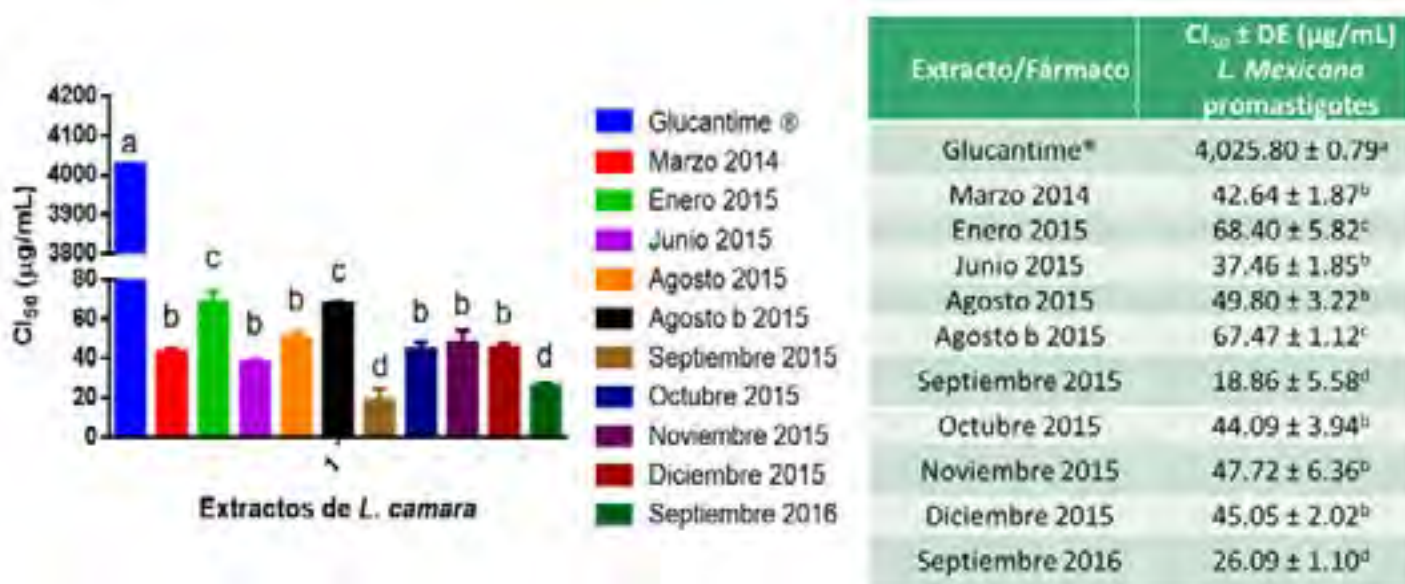 4200
4100
4000
3900
3800
80
60
40
20
0
CI50 (µg/mL)
a
b
c
b
b
c
d
b
b
b
d
1
Extractos de L. camara
Glucantime ®
Marzo 2014
Enero 2015
Junio 2015
Agosto 2015
Agosto b 2015
Septiembre 2015
Octubre 2015
Noviembre 2015
Diciembre 2015
Septiembre 2016
Extracto/Fármaco
CI50 ± DE (µg/mL)
L. Mexicana
promastigotes
Glucantime® 4,025.80 ± 0.79ᵃ
Marzo 2014 42.64 ± 1.87ᵇ
Enero 2015 68.40 ± 5.82ᶜ
Junio 2015 37.46 ± 1.85ᵇ
Agosto 2015 49.80 ± 3.22ᵇ
Agosto b 2015 67.47 ± 1.12ᶜ
Septiembre 2015 18.86 ± 5.58ᵈ
Octubre 2015 44.09 ± 3.94ᵇ
Noviembre 2015 47.72 ± 6.36ᵇ
Diciembre 2015 45.05 ± 2.02ᵇ
Septiembre 2016 26.09 ± 1.10ᵈ